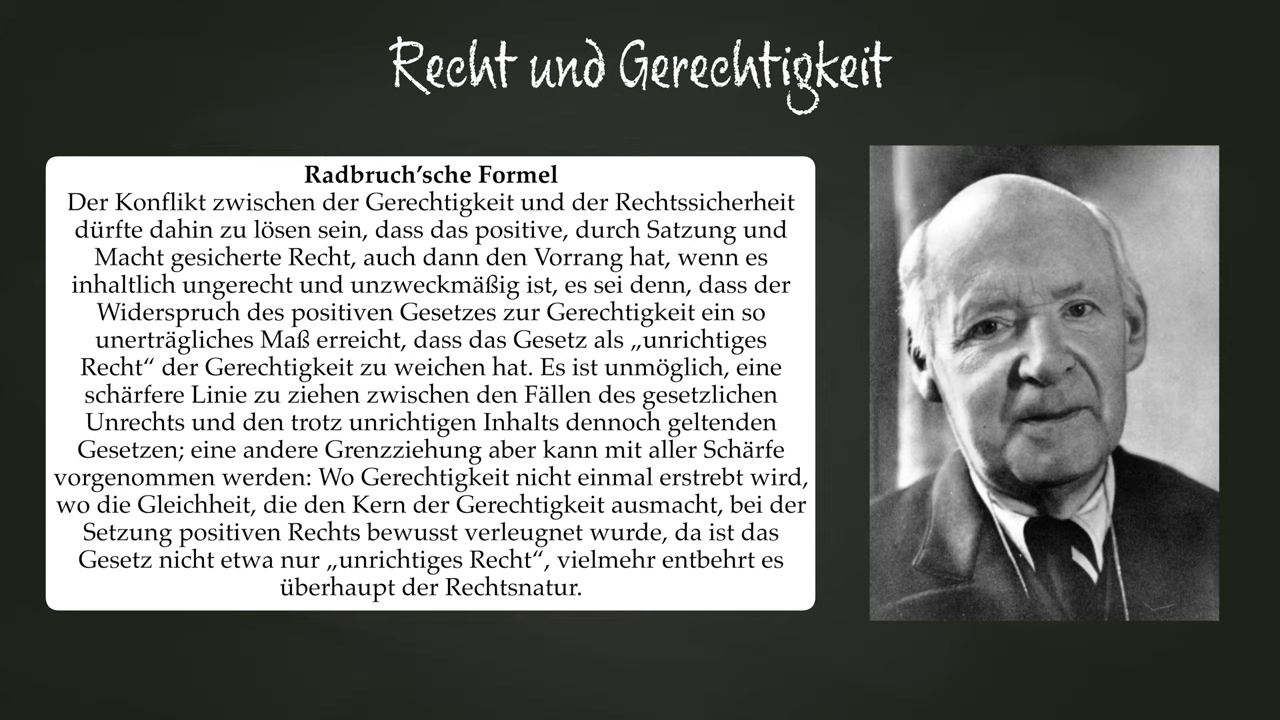 Recht und Gerechtigkeit
Radbruch’sche Formel
Der Konflikt zwischen der Gerechtigkeit und der Rechtssicherheit
dürfte dahin zu lösen sein, dass das positive, durch Satzung und
Macht gesicherte Recht, auch dann den Vorrang hat, wenn es
inhaltlich ungerecht und unzweckmäßig ist, es sei denn, dass der
Widerspruch des positiven Gesetzes zur Gerechtigkeit ein so
unerträgliches Maß erreicht, dass das Gesetz als „unrichtiges
Recht“ der Gerechtigkeit zu weichen hat. Es ist unmöglich, eine
schärfere Linie zu ziehen zwischen den Fällen des gesetzlichen
Unrechts und den trotz unrichtigen Inhalts dennoch geltenden
Gesetzen; eine andere Grenzziehung aber kann mit aller Schärfe
vorgenommen werden: Wo Gerechtigkeit nicht einmal erstrebt wird,
wo die Gleichheit, die den Kern der Gerechtigkeit ausmacht, bei der
Setzung positiven Rechts bewusst verleugnet wurde, da ist das
Gesetz nicht etwa nur „unrichtiges Recht“, vielmehr entbehrt es
überhaupt der Rechtsnatur.